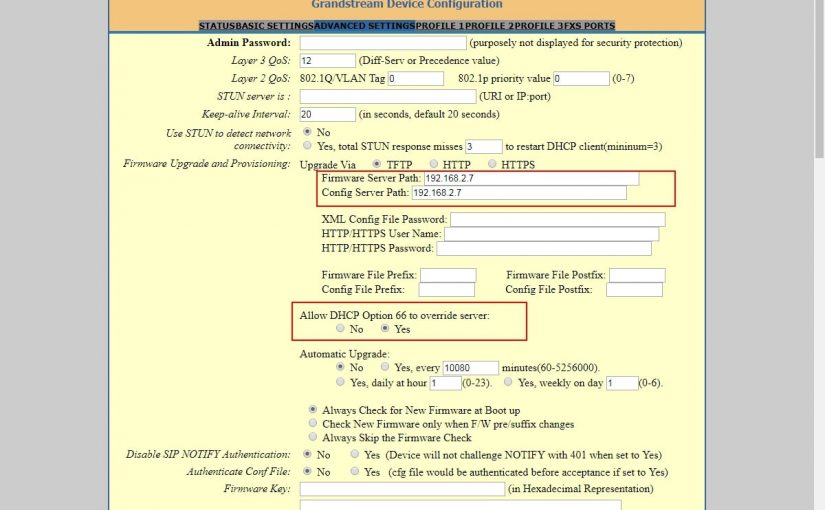 Grandstream Device Configuration
STATUS BASIC SETTINGS ADVANCED SETTINGS PROFILE 1 PROFILE 2 PROFILE 3 FXS PORTS
Admin Password: (purposely not displayed for security protection)
Layer 3 QoS: 12 (Diff-Serv or Precedence value)
Layer 2 QoS: 802.1Q/VLAN Tag 0 802.1p priority value 0 (0-7)
STUN server is : (URI or IP:port)
Keep-alive Interval: 20 (in seconds, default 20 seconds)
Use STUN to detect network connectivity: No
Yes, total STUN response misses 3 to restart DHCP client(mininum=3)
Firmware Upgrade and Provisioning: Upgrade Via TFTP HTTP HTTPS
Firmware Server Path: 192.168.2.7
Config Server Path: 192.168.2.7
XML Config File Password:
HTTP/HTTPS User Name:
HTTP/HTTPS Password:
Firmware File Prefix: Firmware File Postfix:
Config File Prefix: Config File Postfix:
Allow DHCP Option 66 to override server:
No Yes
Automatic Upgrade:
No Yes, every 10080 minutes(60-5256000).
Yes, daily at hour 1 (0-23). Yes, weekly on day 1 (0-6).
Always Check for New Firmware at Boot up
Check New Firmware only when F/W pre/suffix changes
Always Skip the Firmware Check
Disable SIP NOTIFY Authentication: No Yes (Device will not challenge NOTIFY with 401 when set to Yes)
Authenticate Conf File: No Yes (cfg file would be authenticated before acceptance if set to Yes)
Firmware Key: (in Hexadecimal Representation)